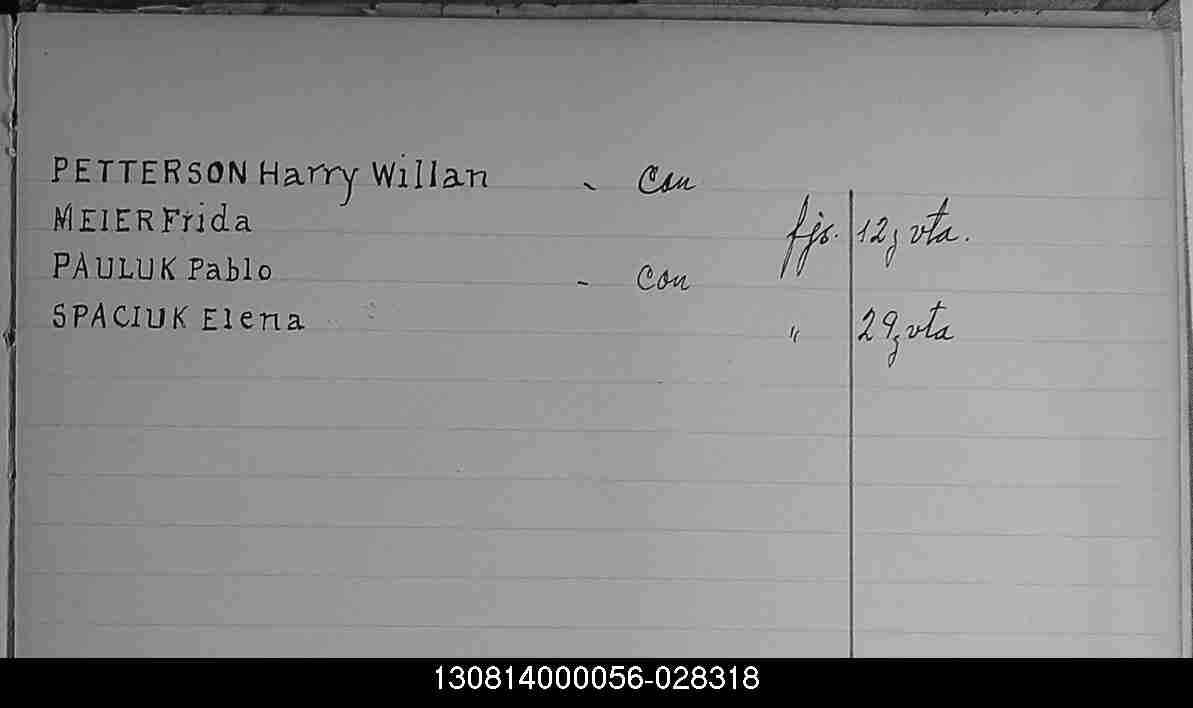 PETTERSON Harry Willan - con
MEIER Frida fjs. 12; vta.
PAULUK Pablo - con
SPACIUK Elena " 29; vta
130814000056-028318